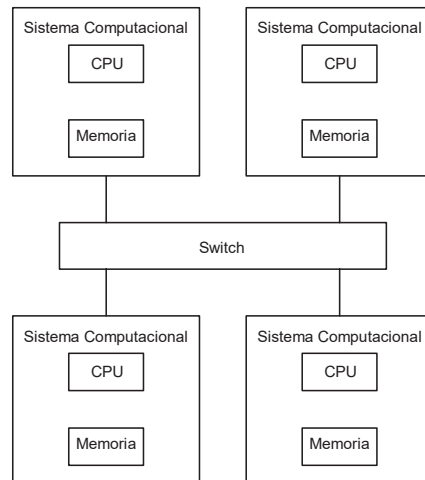 Sistema Computacional
CPU
Memoria
Sistema Computacional
CPU
Memoria
Switch
Sistema Computacional
CPU
Memoria
Sistema Computacional
CPU
Memoria